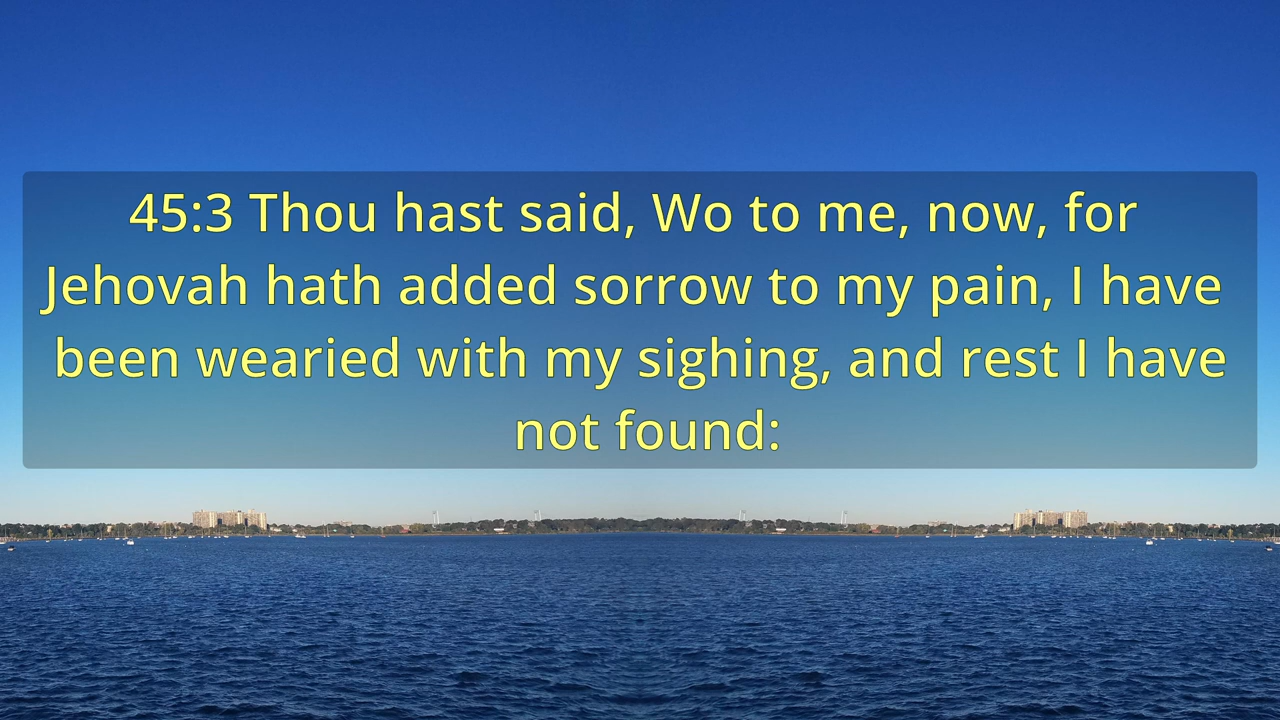 45:3 Thou hast said, Wo to me, now, for
Jehovah hath added sorrow to my pain, I have
been wearied with my sighing, and rest I have
not found: